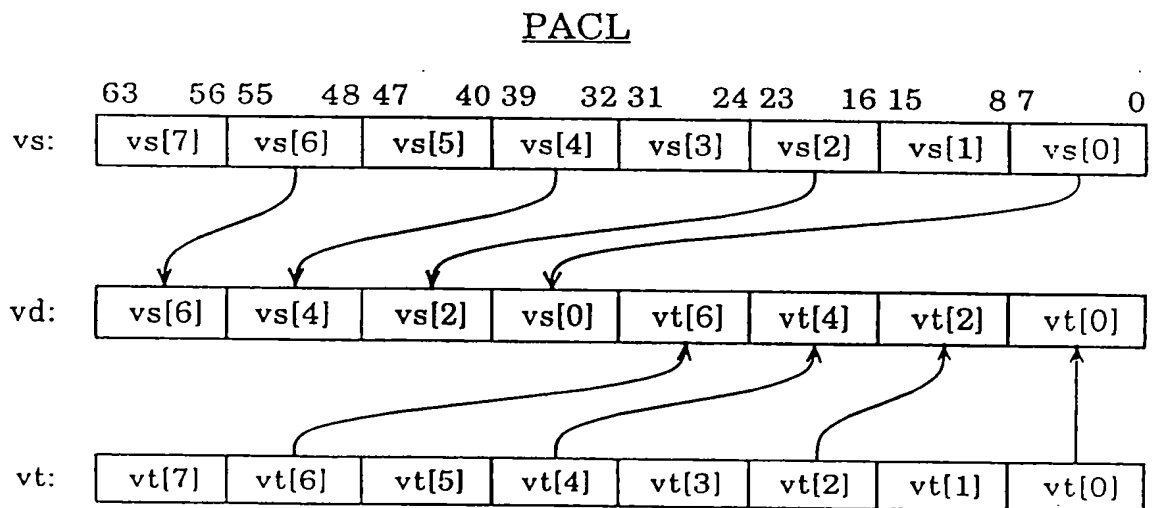 PACL
63 56 55 48 47 40 39 32 31 24 23 16 15 8 7 0
vs: vs[7] vs[6] vs[5] vs[4] vs[3] vs[2] vs[1] vs[0]
vd: vs[6] vs[4] vs[2] vs[0] vt[6] vt[4] vt[2] vt[0]
vt: vt[7] vt[6] vt[5] vt[4] vt[3] vt[2] vt[1] vt[0]